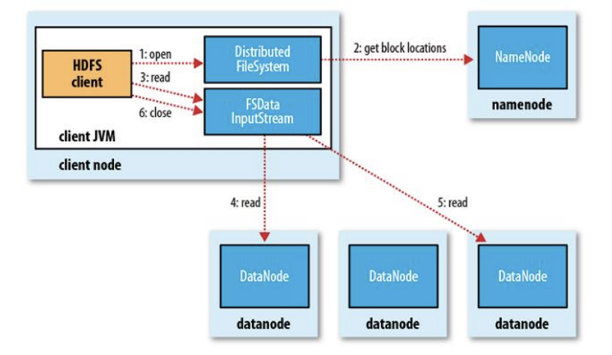 HDFS
client
1: open
3: read
6: close
Distributed
FileSystem
FSData
InputStream
client JVM
client node
2: get block locations
NameNode
namenode
4: read
5: read
DataNode
datanode
DataNode
datanode
DataNode
datanode